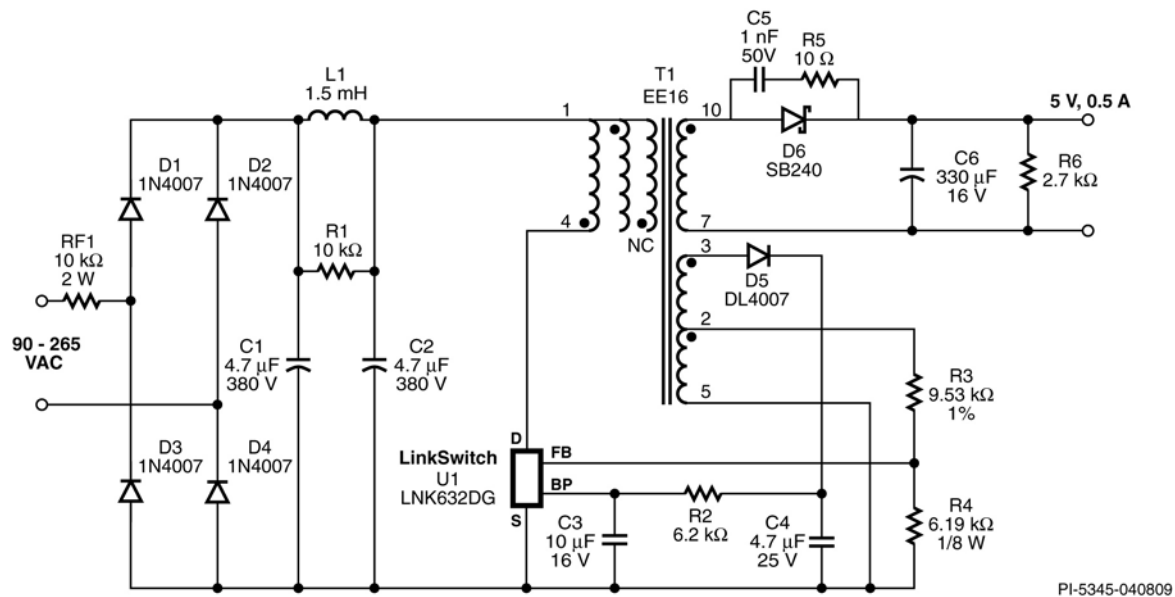 C5
1 nF
50V
R5
10 Ω
L1
1.5 mH
T1
EE16
1
10
5 V, 0.5 A
D1
1N4007
D2
1N4007
D6
SB240
C6
330 μF
16 V
R6
2.7 kΩ
R1
10 kΩ
4
NC
7
RF1
10 kΩ
2 W
3
D5
DL4007
2
90 - 265
VAC
C1
4.7 μF
380 V
C2
4.7 μF
380 V
R3
9.53 kΩ
1%
5
D3
1N4007
D4
1N4007
LinkSwitch
U1
LNK632DG
D
FB
BP
S
C3
10 μF
16 V
R2
6.2 kΩ
C4
4.7 μF
25 V
R4
6.19 kΩ
1/8 W
PI-5345-040809